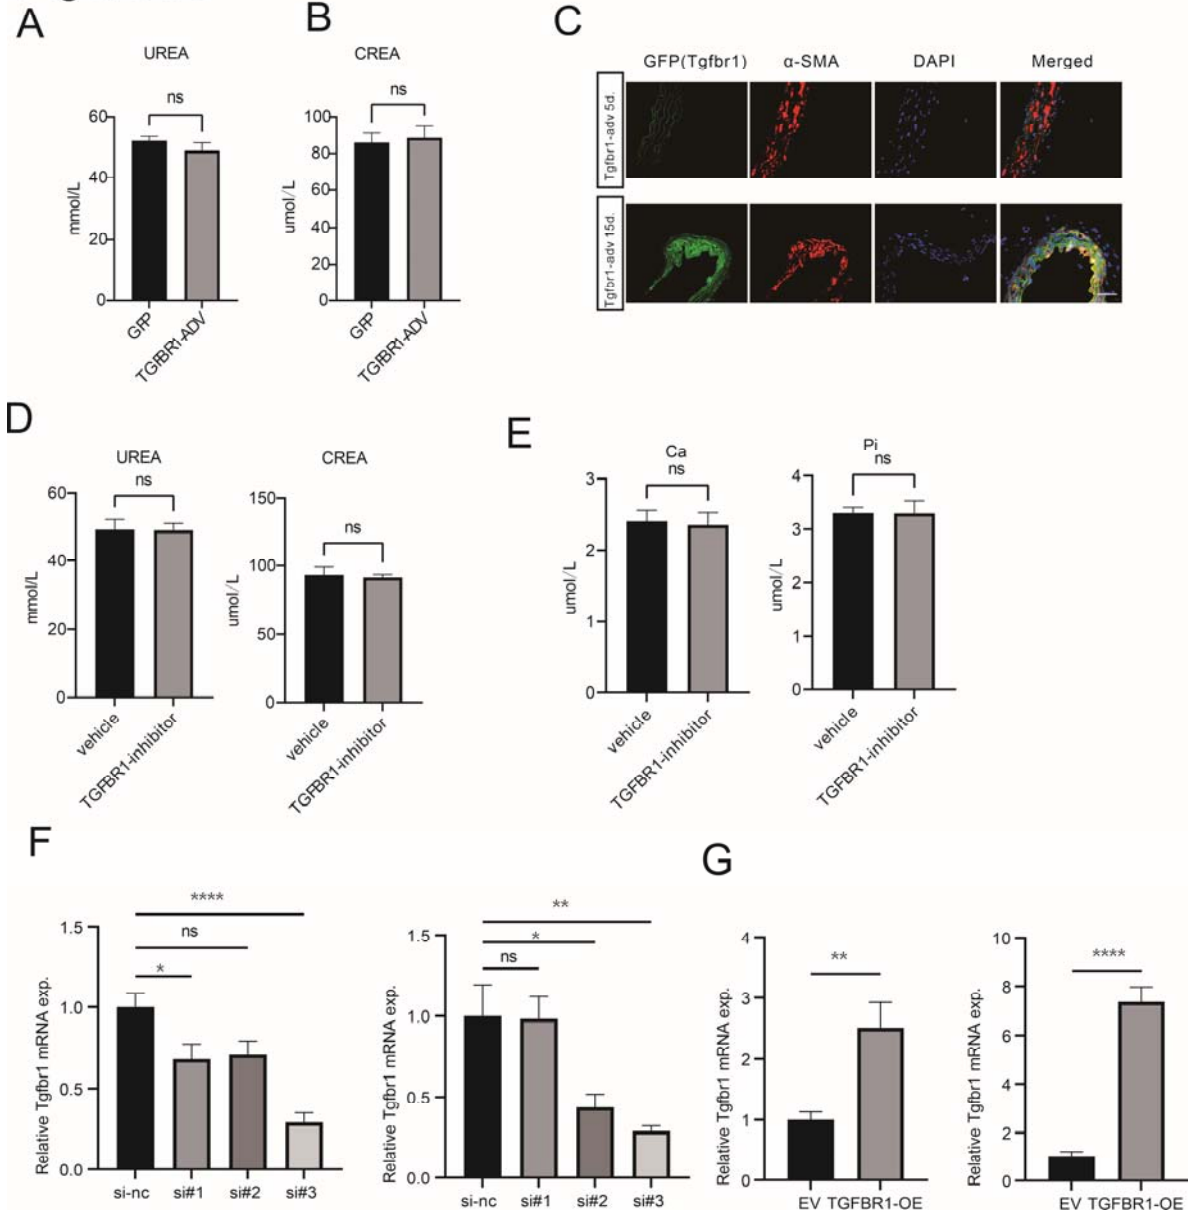 A
UREA
ns
60
40
20
0
mmol/L
GFP
TGFBR1-ADV
B
CREA
ns
100
80
60
40
20
0
umol/L
GFP
TGFBR1-ADV
C
GFP(Tgfbr1) α-SMA DAPI Merged
Tgfbr1-adv 5d.
Tgfbr1-adv 15d.
D
UREA
ns
60
40
20
0
mmol/L
vehicle
TGFBR1-inhibitor
CREA
ns
150
100
50
0
umol/L
vehicle
TGFBR1-inhibitor
E
Ca
ns
3
2
1
0
umol/L
vehicle
TGFBR1-inhibitor
Pi
ns
4
3
2
1
0
umol/L
vehicle
TGFBR1-inhibitor
F
****
ns
*
1.5
1.0
0.5
0.0
Relative Tgfbr1 mRNA exp.
si-nc si#1 si#2 si#3
**
*
ns
1.5
1.0
0.5
0.0
Relative Tgfbr1 mRNA exp.
si-nc si#1 si#2 si#3
G
**
4
3
2
1
0
Relative Tgfbr1 mRNA exp.
EV TGFBR1-OE
****
10
8
6
4
2
0
Relative Tgfbr1 mRNA exp.
EV TGFBR1-OE